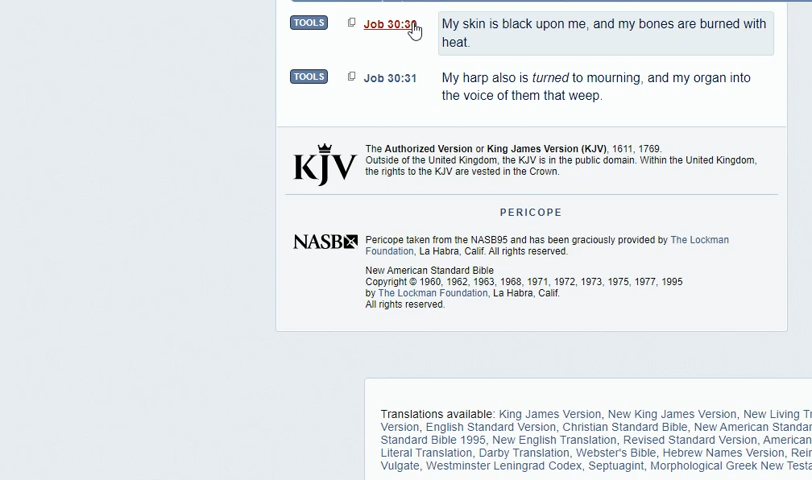 TOOLS Job 30:30 My skin is black upon me, and my bones are burned with
heat.
TOOLS Job 30:31 My harp also is turned to mourning, and my organ into
the voice of them that weep.
KJV
The Authorized Version or King James Version (KJV), 1611, 1769.
Outside of the United Kingdom, the KJV is in the public domain. Within the United Kingdom,
the rights to the KJV are vested in the Crown.
PERICOPE
NASB
Pericope taken from the NASB95 and has been graciously provided by The Lockman
Foundation, La Habra, Calif. All rights reserved.
New American Standard Bible
Copyright © 1960, 1962, 1963, 1968, 1971, 1972, 1973, 1975, 1977, 1995
by The Lockman Foundation, La Habra, Calif.
All rights reserved.
Translations available: King James Version, New King James Version, New Living
Version, English Standard Version, Christian Standard Bible, New American
Standard Bible 1995, New English Translation, Revised Standard Version, American
Literal Translation, Darby Translation, Webster's Bible, Hebrew Names Version,
Vulgate, Westminster Leningrad Codex, Septuagint, Morphological Greek New